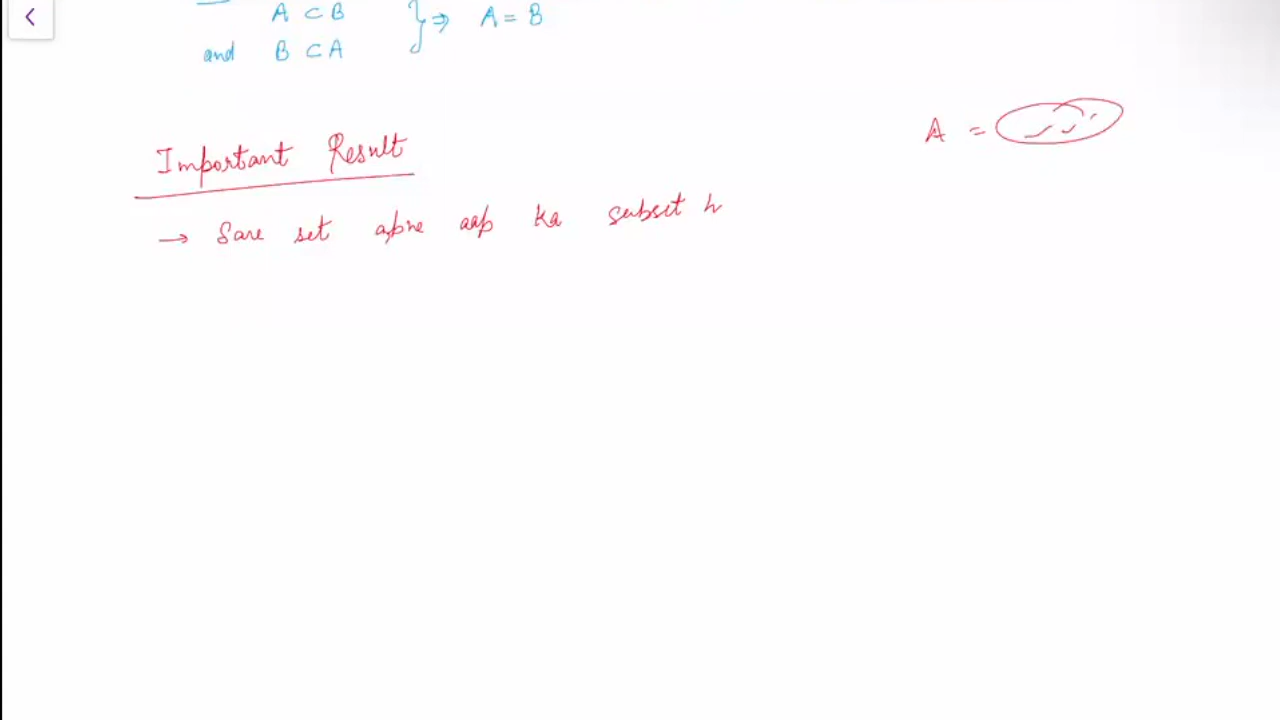 A ⊂ B } ⇒ A = B
and B ⊂ A
A =
Important Result
→ Sare set apne aap ka subset h